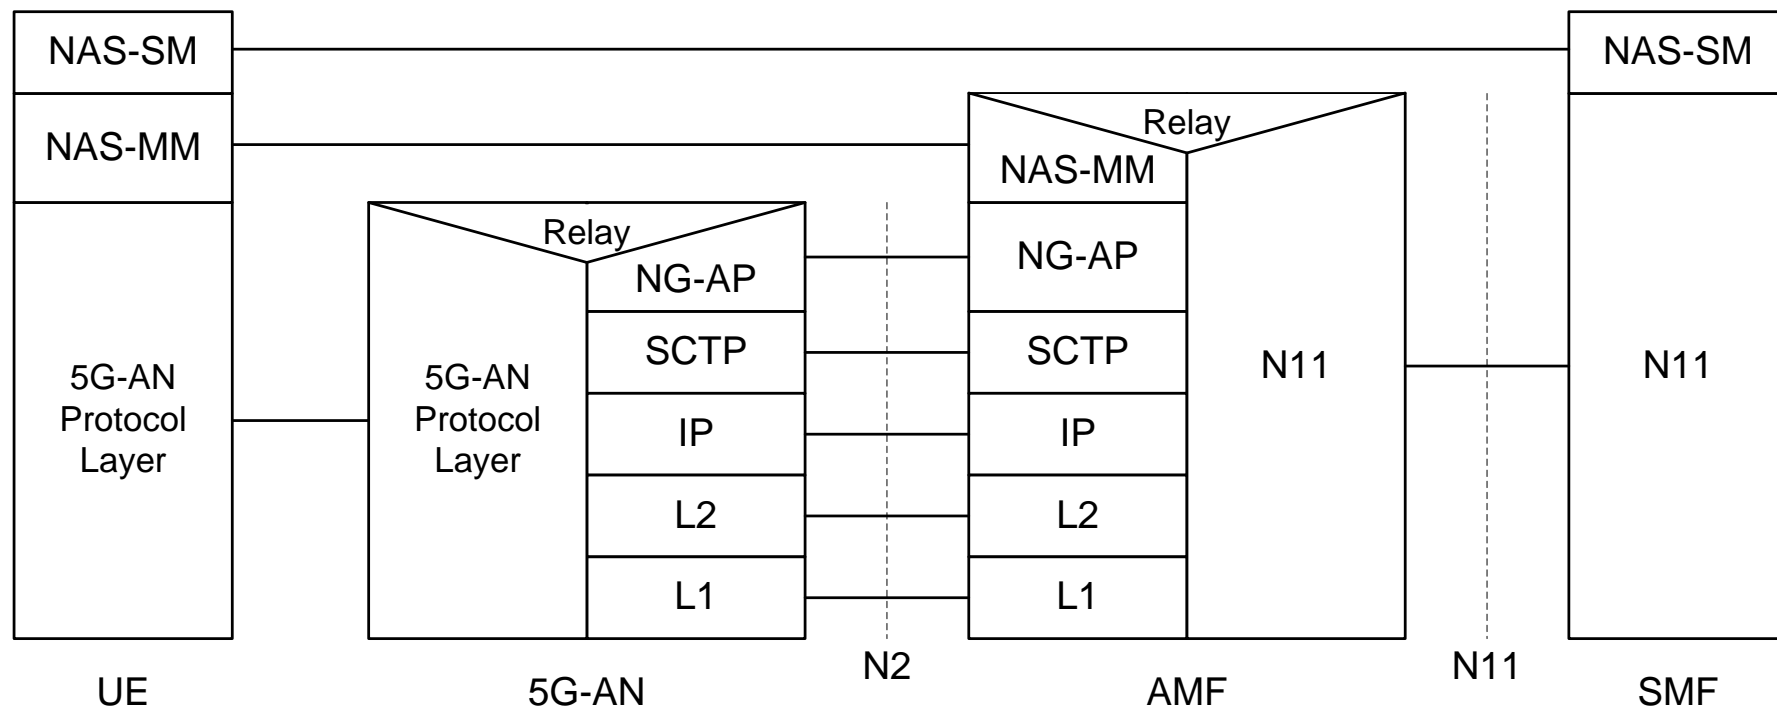 NAS-SM
NAS-SM
Relay
NAS-MM
NAS-MM
Relay
NG-AP
NG-AP
SCTP
SCTP
N11
N11
5G-AN
Protocol
Layer
5G-AN
Protocol
Layer
IP
IP
L2
L2
L1
L1
N2
N11
UE
5G-AN
AMF
SMF